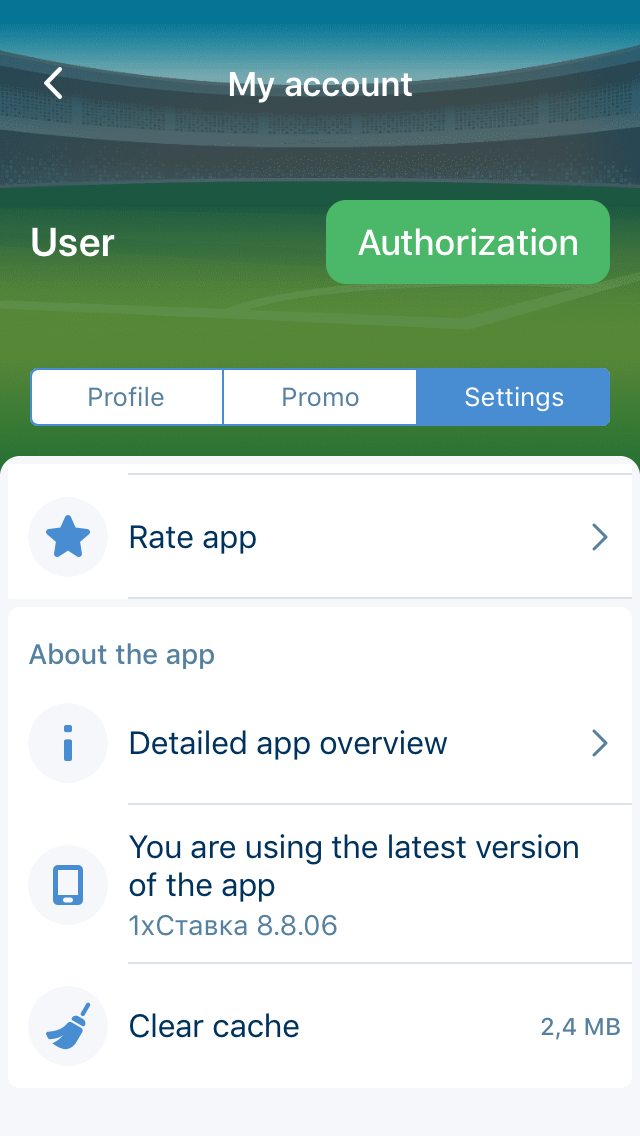 My account
User
Authorization
Profile
Promo
Settings
Rate app
About the app
Detailed app overview
You are using the latest version
of the app
1хСтавка 8.8.06
Clear cache
2,4 MB